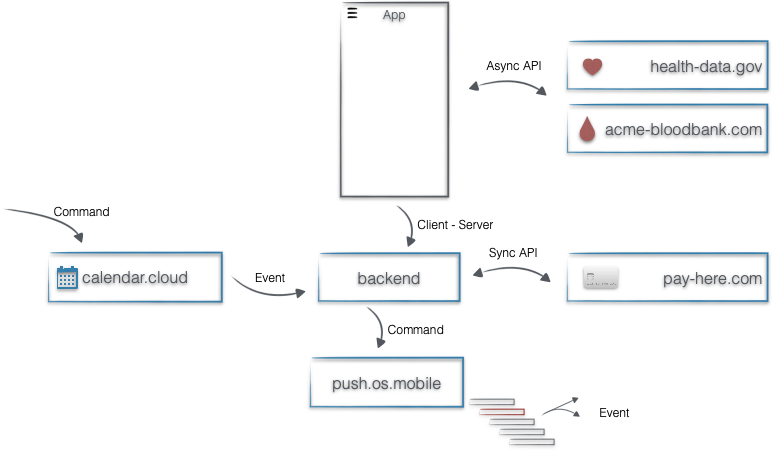 App
Async API
health-data.gov
acme-bloodbank.com
Command
Client - Server
calendar.cloud
Event
backend
Sync API
pay-here.com
Command
push.os.mobile
Event